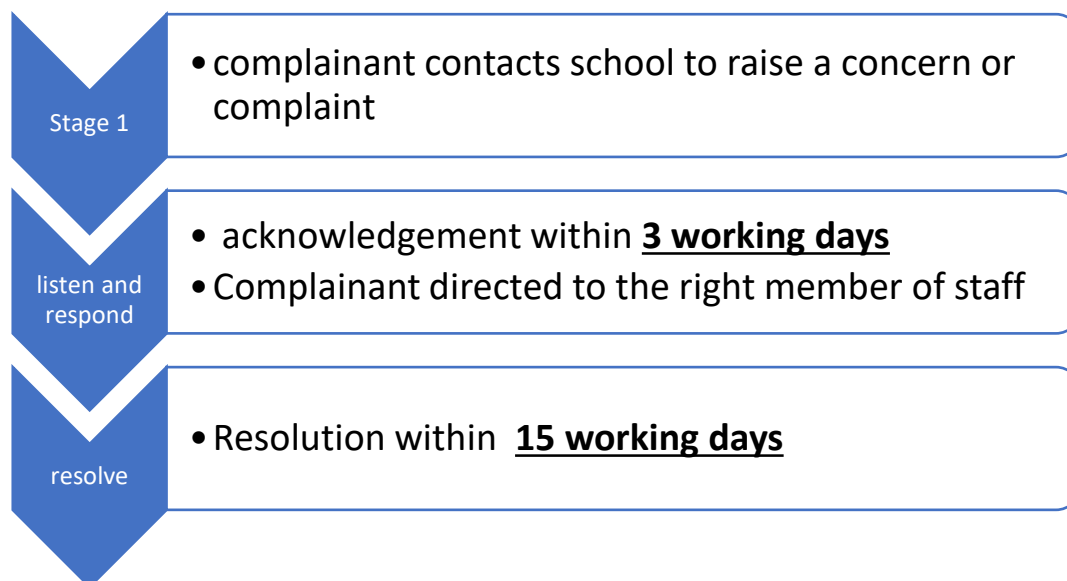 Stage 1
• complainant contacts school to raise a concern or
complaint
listen and
respond
• acknowledgement within 3 working days
• Complainant directed to the right member of staff
resolve
• Resolution within 15 working days